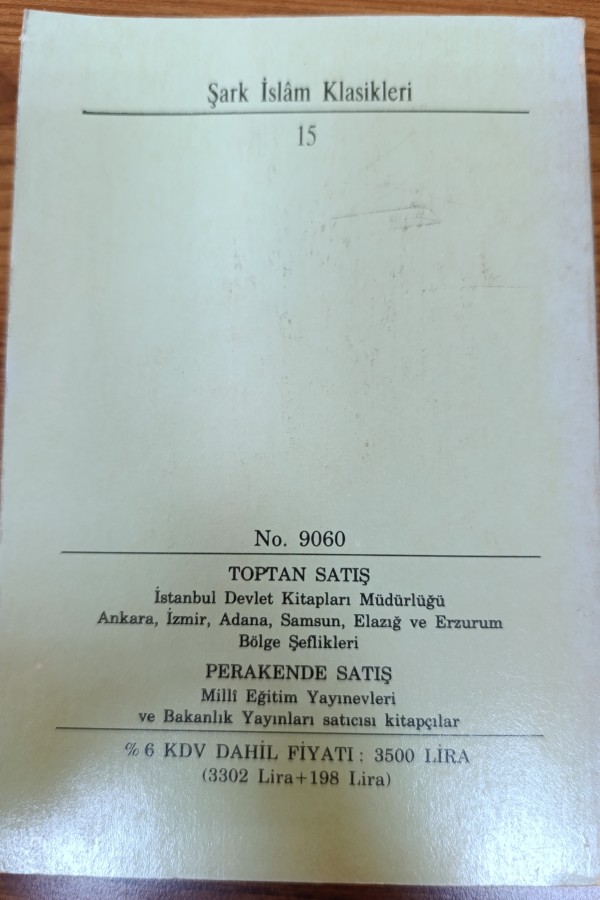 Şark İslâm Klasikleri
15
No. 9060
TOPTAN SATIŞ
İstanbul Devlet Kitapları Müdürlüğü
Ankara, İzmir, Adana, Samsun, Elazığ ve Erzurum
Bölge Şeflikleri
PERAKENDE SATIŞ
Millî Eğitim Yayınevleri
ve Bakanlık Yayınları satıcısı kitapçılar
% 6 KDV DAHİL FİYATI : 3500 LİRA
(3302 Lira+198 Lira)